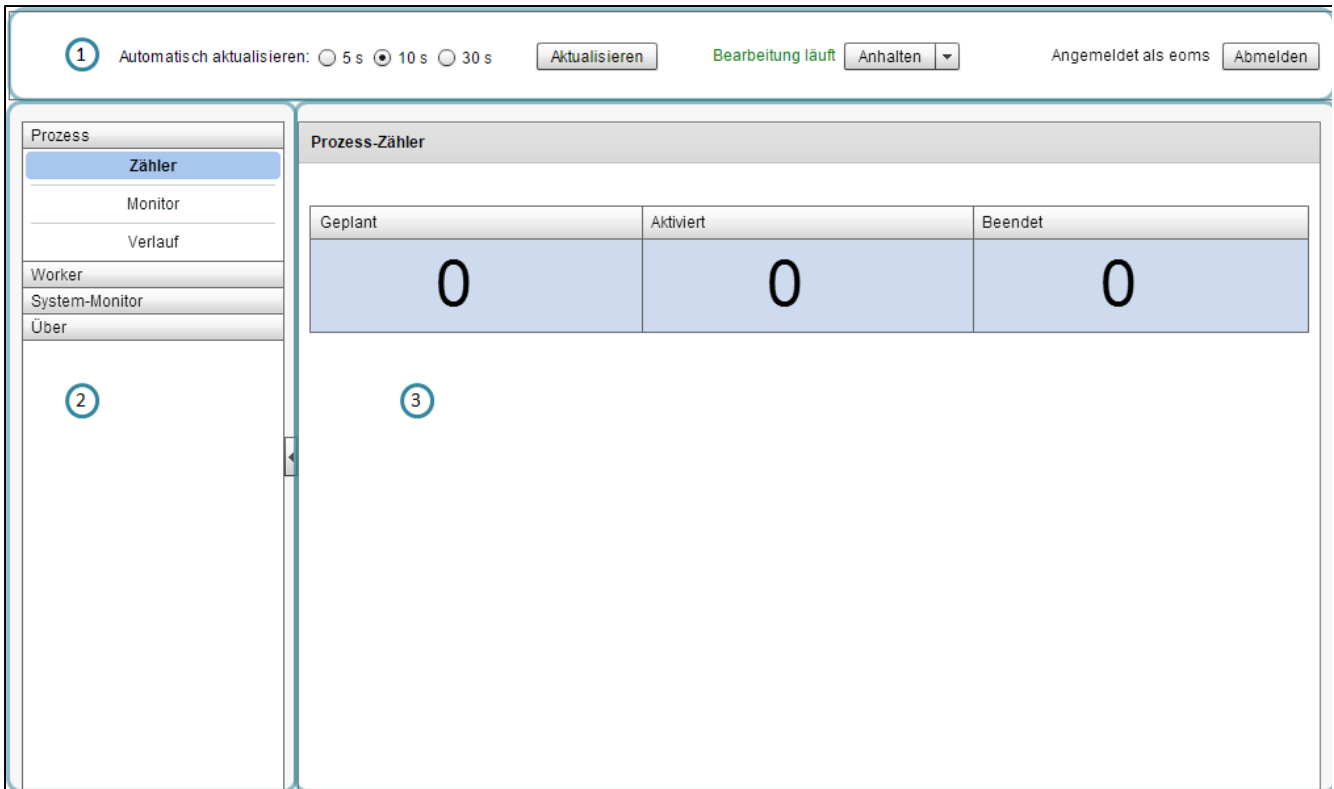 1 Automatisch aktualisieren: 5 s 10 s 30 s Aktualisieren Bearbeitung läuft Anhalten Angemeldet als eoms Abmelden
Prozess
Zähler
Monitor
Verlauf
Worker
System-Monitor
Über
2
Prozess-Zähler
Geplant Aktiviert Beendet
0 0 0
3